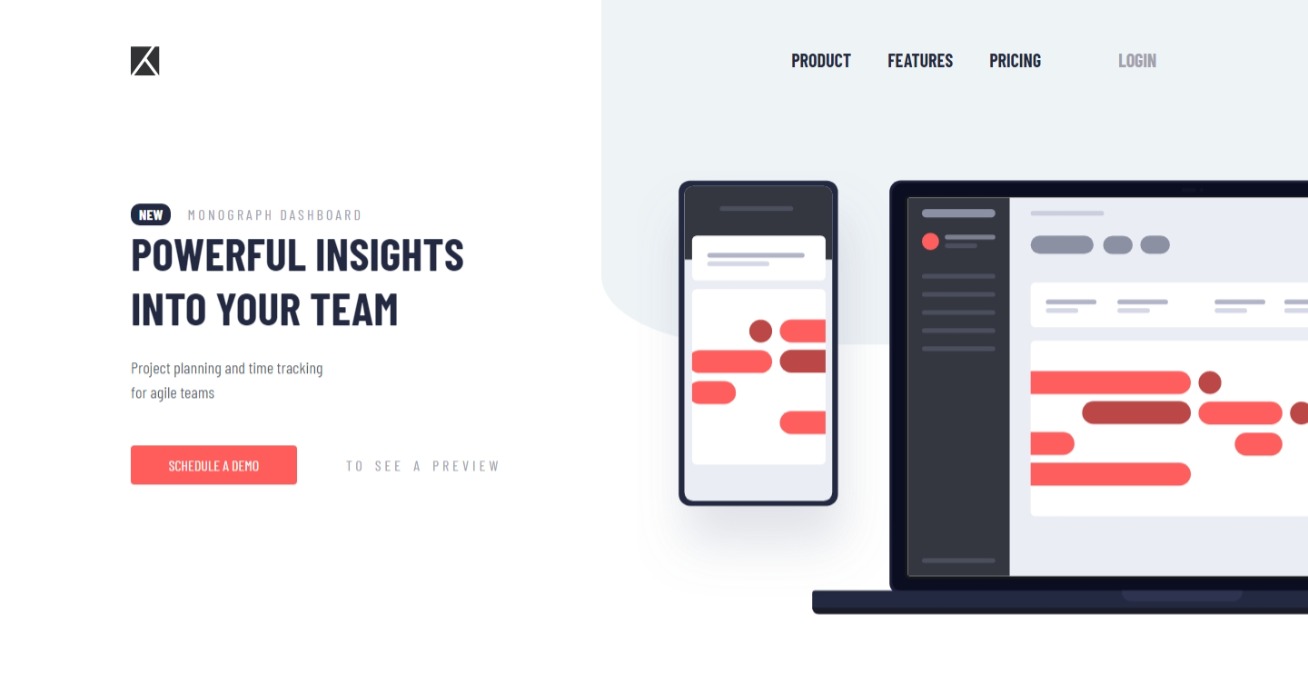 PRODUCT FEATURES PRICING LOGIN
NEW MONOGRAPH DASHBOARD
POWERFUL INSIGHTS
INTO YOUR TEAM
Project planning and time tracking
for agile teams
SCHEDULE A DEMO TO SEE A PREVIEW